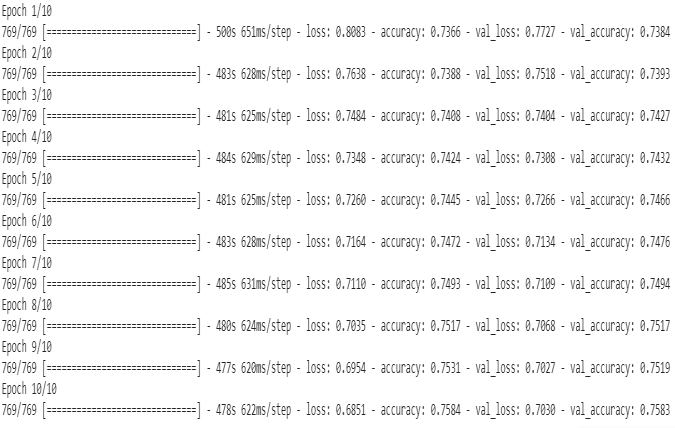 Epoch 1/10
769/769 [==============================] - 500s 651ms/step - loss: 0.8083 - accuracy: 0.7366 - val_loss: 0.7727 - val_accuracy: 0.7384
Epoch 2/10
769/769 [==============================] - 483s 628ms/step - loss: 0.7638 - accuracy: 0.7388 - val_loss: 0.7518 - val_accuracy: 0.7393
Epoch 3/10
769/769 [==============================] - 481s 625ms/step - loss: 0.7484 - accuracy: 0.7408 - val_loss: 0.7404 - val_accuracy: 0.7427
Epoch 4/10
769/769 [==============================] - 484s 629ms/step - loss: 0.7348 - accuracy: 0.7424 - val_loss: 0.7308 - val_accuracy: 0.7432
Epoch 5/10
769/769 [==============================] - 481s 625ms/step - loss: 0.7260 - accuracy: 0.7445 - val_loss: 0.7266 - val_accuracy: 0.7466
Epoch 6/10
769/769 [==============================] - 483s 628ms/step - loss: 0.7164 - accuracy: 0.7472 - val_loss: 0.7134 - val_accuracy: 0.7476
Epoch 7/10
769/769 [==============================] - 485s 631ms/step - loss: 0.7110 - accuracy: 0.7493 - val_loss: 0.7109 - val_accuracy: 0.7494
Epoch 8/10
769/769 [==============================] - 480s 624ms/step - loss: 0.7035 - accuracy: 0.7517 - val_loss: 0.7068 - val_accuracy: 0.7517
Epoch 9/10
769/769 [==============================] - 477s 620ms/step - loss: 0.6954 - accuracy: 0.7531 - val_loss: 0.7027 - val_accuracy: 0.7519
Epoch 10/10
769/769 [==============================] - 478s 622ms/step - loss: 0.6851 - accuracy: 0.7584 - val_loss: 0.7030 - val_accuracy: 0.7583